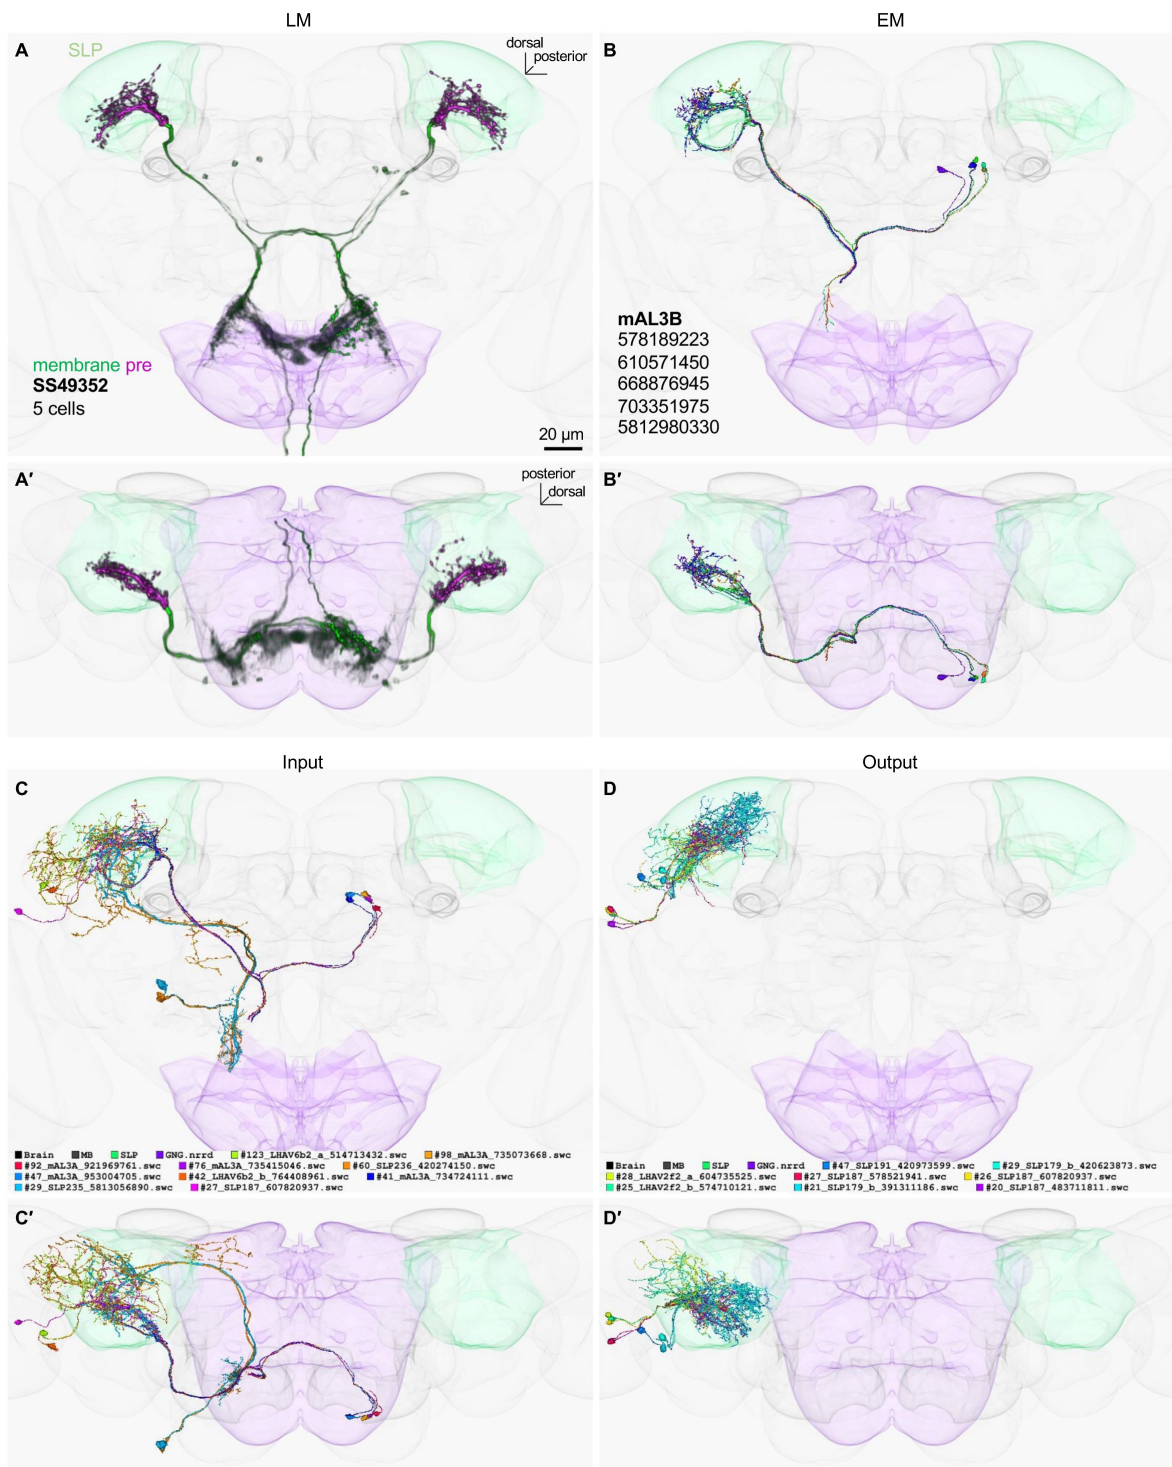 LM
EM
A
SLP
dorsal
posterior
B
membrane pre
SS49352
5 cells
20 µm
mAL3B
578189223
610571450
668876945
703351975
5812980330
A′
posterior
dorsal
B′
Input
Output
C
D
Brain MB SLP GNG.nrrd #123_LHAV6b2_a_514713432.swc #98_mAL3A_735073668.swc
#92_mAL3A_921969761.swc #76_mAL3A_735415046.swc #60_SLP236_420274150.swc
#47_mAL3A_953004705.swc #42_LHAV6b2_b_764408961.swc #41_mAL3A_734724111.swc
#29_SLP235_5813056890.swc #27_SLP187_607820937.swc
Brain MB SLP GNG.nrrd #47_SLP191_420973599.swc #29_SLP179_b_420623873.swc
#28_LHAV2f2_a_604735525.swc #27_SLP187_578521941.swc #26_SLP187_607820937.swc
#25_LHAV2f2_b_574710121.swc #21_SLP179_b_391311186.swc #20_SLP187_483711811.swc
C′
D′